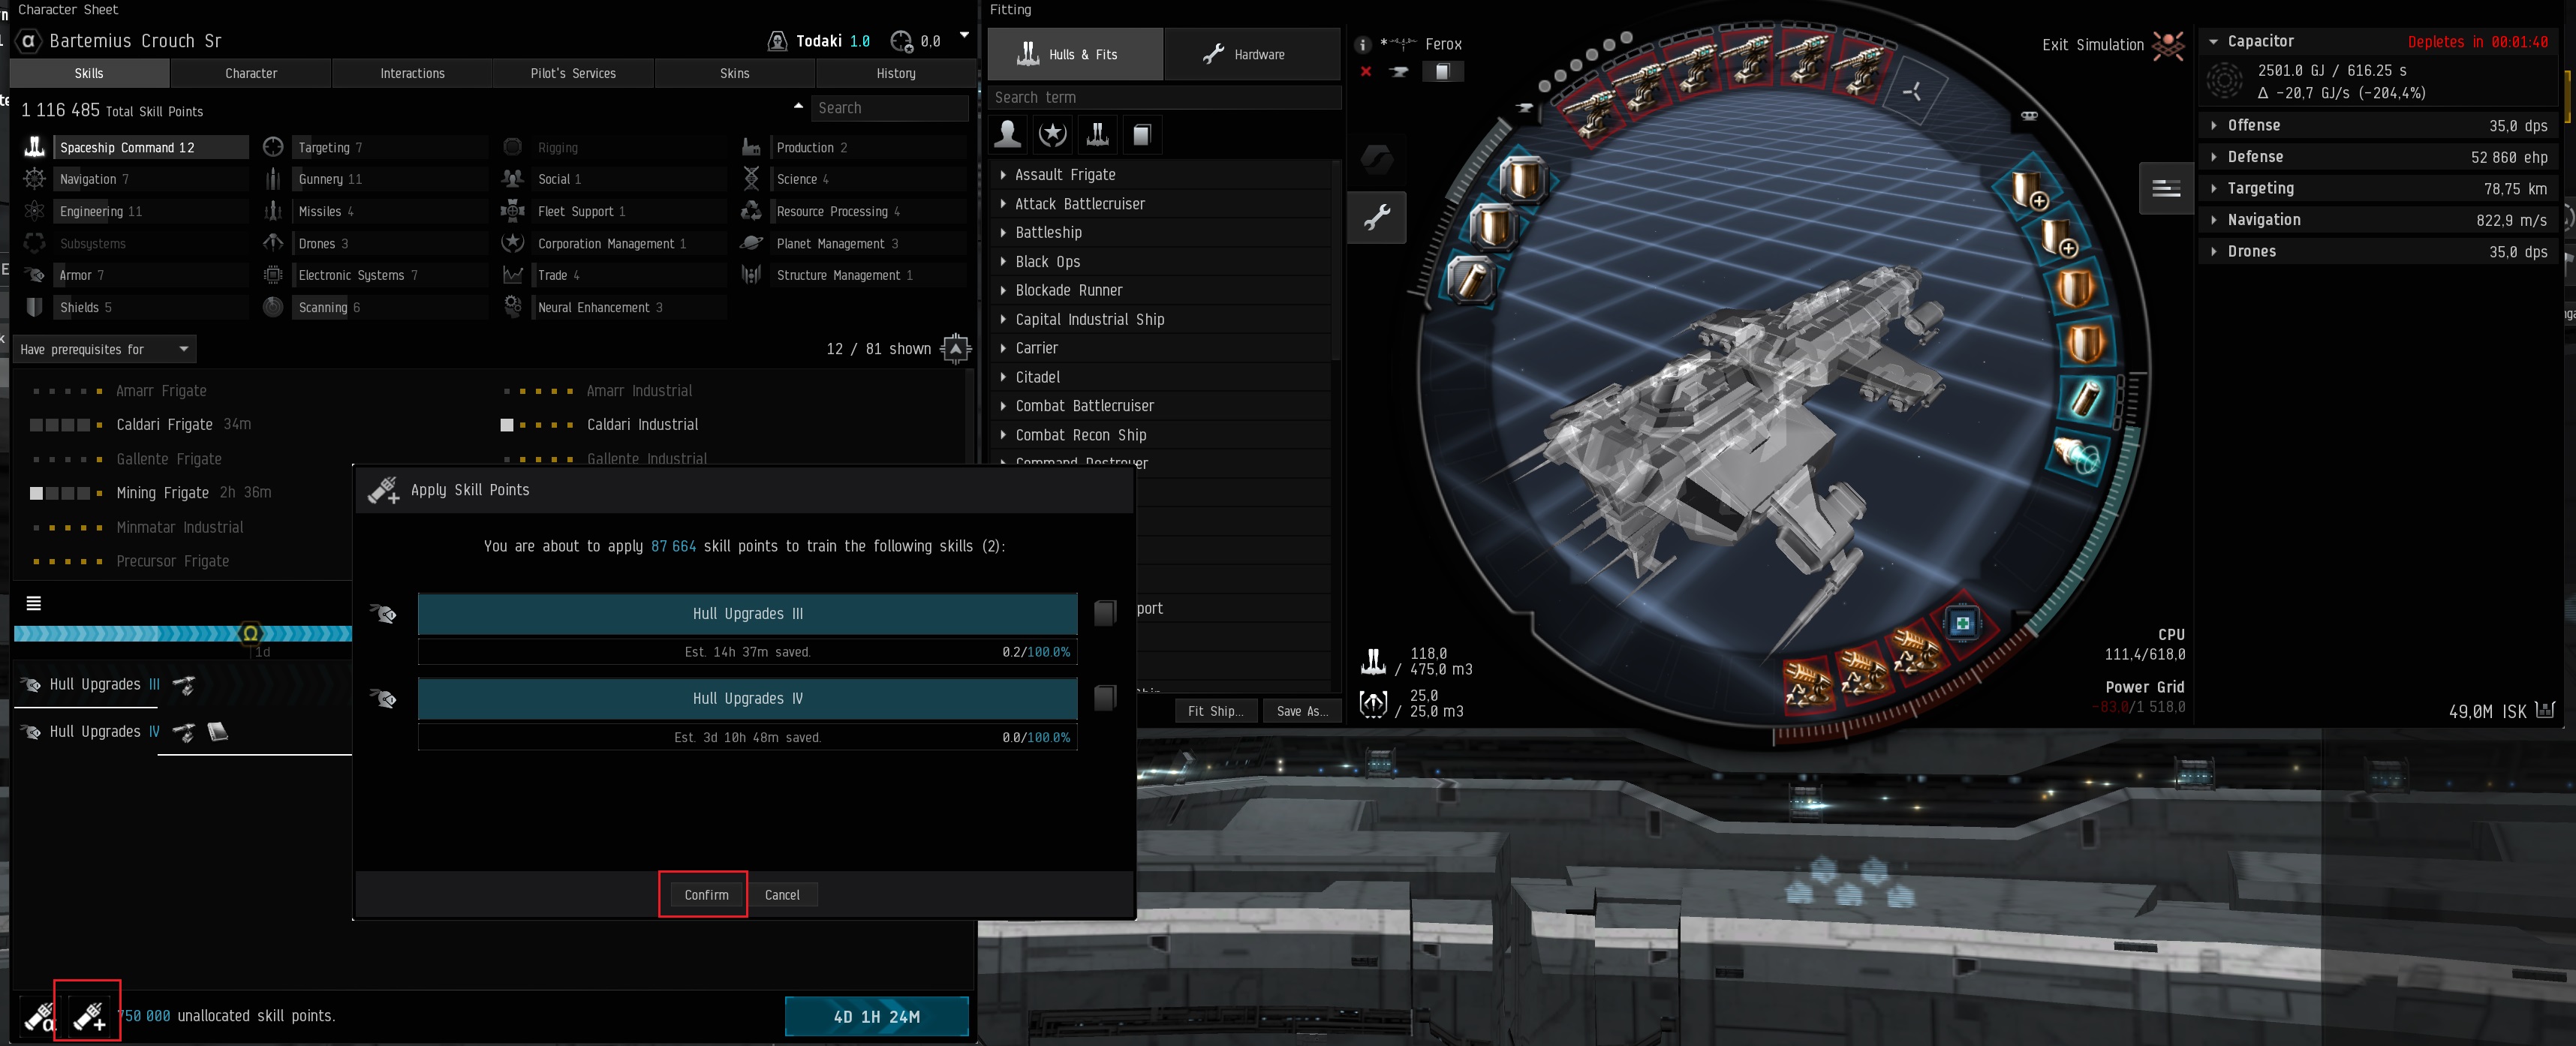 Character Sheet
Bartemius Crouch Sr
Todaki 1.0
0,0
Skills
Character
Interactions
Pilot's Services
Skins
History
1 116 485 Total Skill Points
Search
Spaceship Command 12
Targeting 7
Rigging
Production 2
Navigation 7
Gunnery 11
Social 1
Science 4
Engineering 11
Missiles 4
Fleet Support 1
Resource Processing 4
Subsystems
Drones 3
Corporation Management 1
Planet Management 3
Armor 7
Electronic Systems 7
Trade 4
Structure Management 1
Shields 5
Scanning 6
Neural Enhancement 3
Have prerequisites for
12 / 81 shown
Amarr Frigate
Amarr Industrial
Caldari Frigate 34m
Caldari Industrial
Gallente Frigate
Gallente Industrial
Mining Frigate 2h 36m
Minmatar Industrial
Precursor Frigate
Ω
1d
Hull Upgrades III
Hull Upgrades IV
750 000 unallocated skill points.
4D 1H 24M
Apply Skill Points
You are about to apply 87 664 skill points to train the following skills (2):
Hull Upgrades III
Est. 14h 37m saved.
0.2/100.0%
Hull Upgrades IV
Est. 3d 10h 48m saved.
0.0/100.0%
Confirm
Cancel
Fitting
Hulls & Fits
Hardware
Search term
Assault Frigate
Attack Battlecruiser
Battleship
Black Ops
Blockade Runner
Capital Industrial Ship
Carrier
Citadel
Combat Battlecruiser
Combat Recon Ship
Command Destroyer
port
Fit Ship...
Save As...
* Ferox
Exit Simulation
118,0
/ 475,0 m3
25,0
/ 25,0 m3
CPU
111,4/618,0
Power Grid
-83,0/1 518,0
Capacitor
Depletes in 00:01:40
2501.0 GJ / 616.25 s
Δ -20,7 GJ/s (-204,4%)
Offense
35,0 dps
Defense
52 860 ehp
Targeting
78,75 km
Navigation
822,9 m/s
Drones
35,0 dps
49,0M ISK